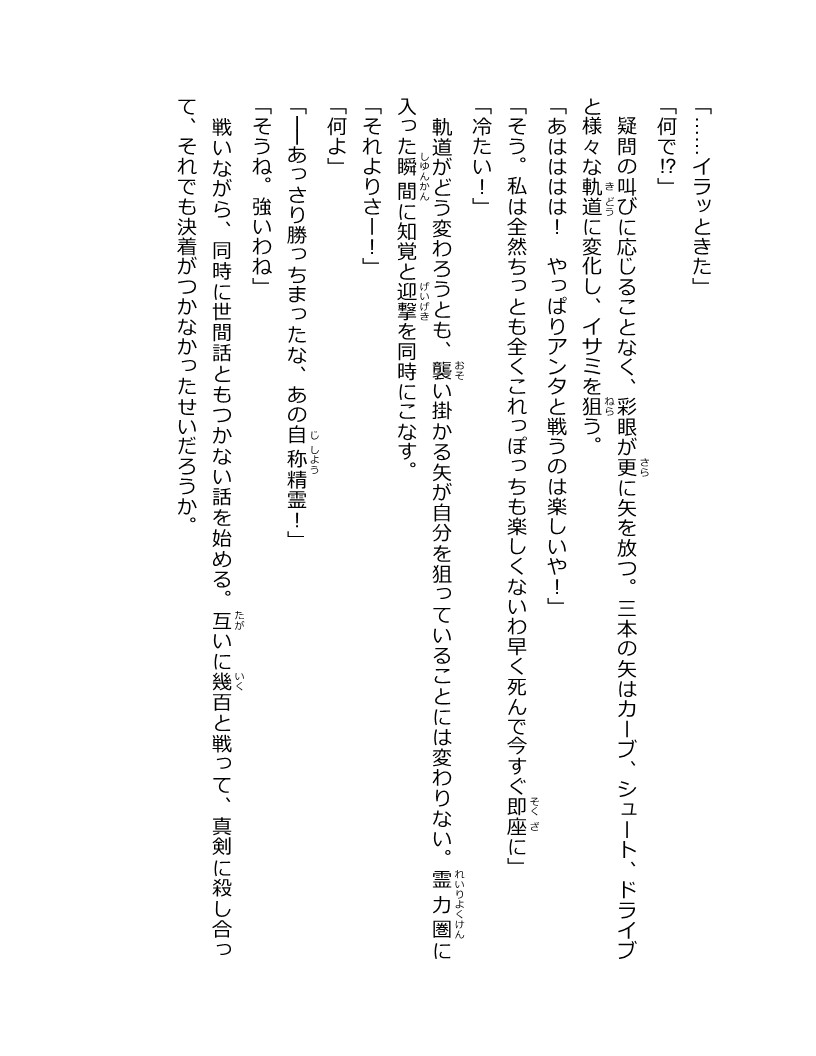 「……イラッときた」
「何で!?」
　疑問の叫びに応じることなく、彩眼が更に矢を放つ。三本の矢はカーブ、シュート、ドライブ
と様々な軌道に変化し、イサミを狙う。
「あはははは！　やっぱりアンタと戦うのは楽しいや！」
「そう。私は全然ちっとも全くこれっぽっちも楽しくないわ早く死んで今すぐ即座に」
「冷たい！」
　軌道がどう変わろうとも、襲い掛かる矢が自分を狙っていることには変わりない。霊力圏に
入った瞬間に知覚と迎撃を同時にこなす。
「それよりさー！」
「何よ」
「――あっさり勝っちまったな、あの自称精霊！」
「そうね。強いわね」
　戦いながら、同時に世間話ともつかない話を始める。互いに幾百と戦って、真剣に殺し合っ
て、それでも決着がつかなかったせいだろうか。